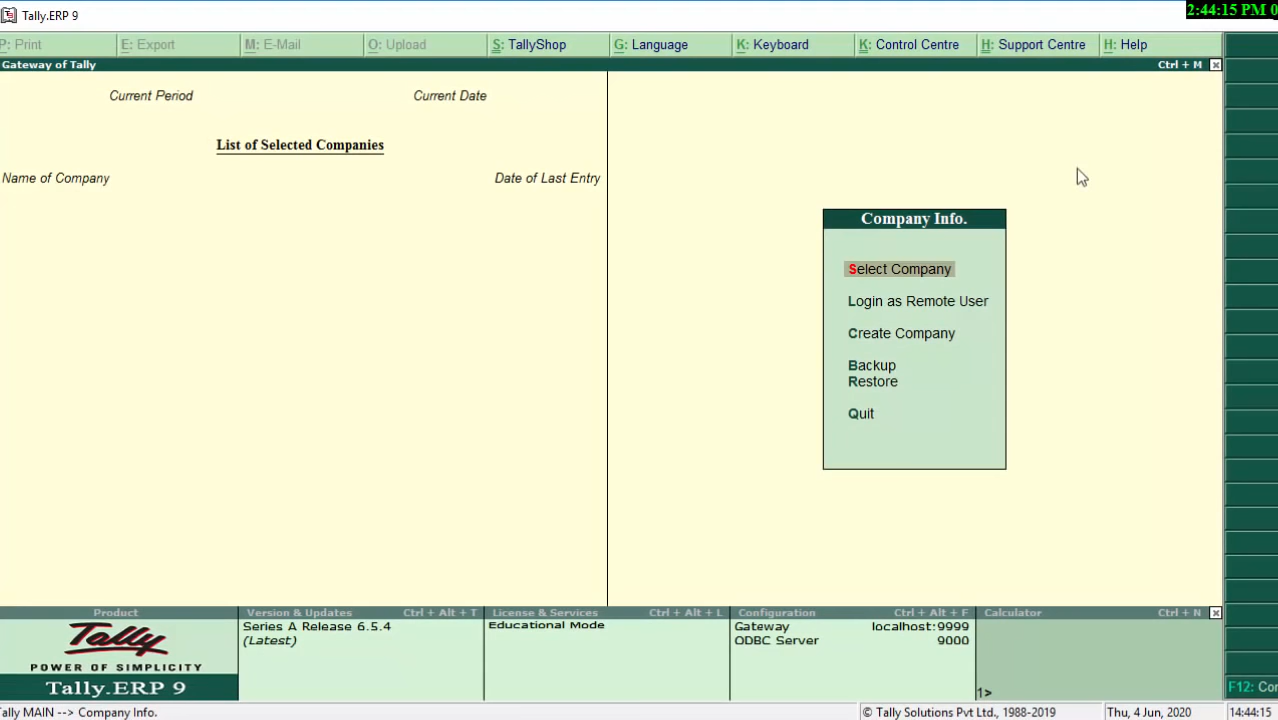 Tally.ERP 9
2:44:15 PM 0
P: Print
E: Export
M: E-Mail
O: Upload
S: TallyShop
G: Language
K: Keyboard
K: Control Centre
H: Support Centre
H: Help
Gateway of Tally
Ctrl + M
Current Period
Current Date
List of Selected Companies
Name of Company
Date of Last Entry
Company Info.
Select Company
Login as Remote User
Create Company
Backup
Restore
Quit
Product
Tally
POWER OF SIMPLICITY
Tally.ERP 9
Version & Updates Ctrl + Alt + T
Series A Release 6.5.4
(Latest)
License & Services Ctrl + Alt + L
Educational Mode
Configuration Ctrl + Alt + F
Gateway localhost:9999
ODBC Server 9000
Calculator Ctrl + N
1>
F12: Con
Tally MAIN --> Company Info.
© Tally Solutions Pvt Ltd., 1988-2019
Thu, 4 Jun, 2020
14:44:15